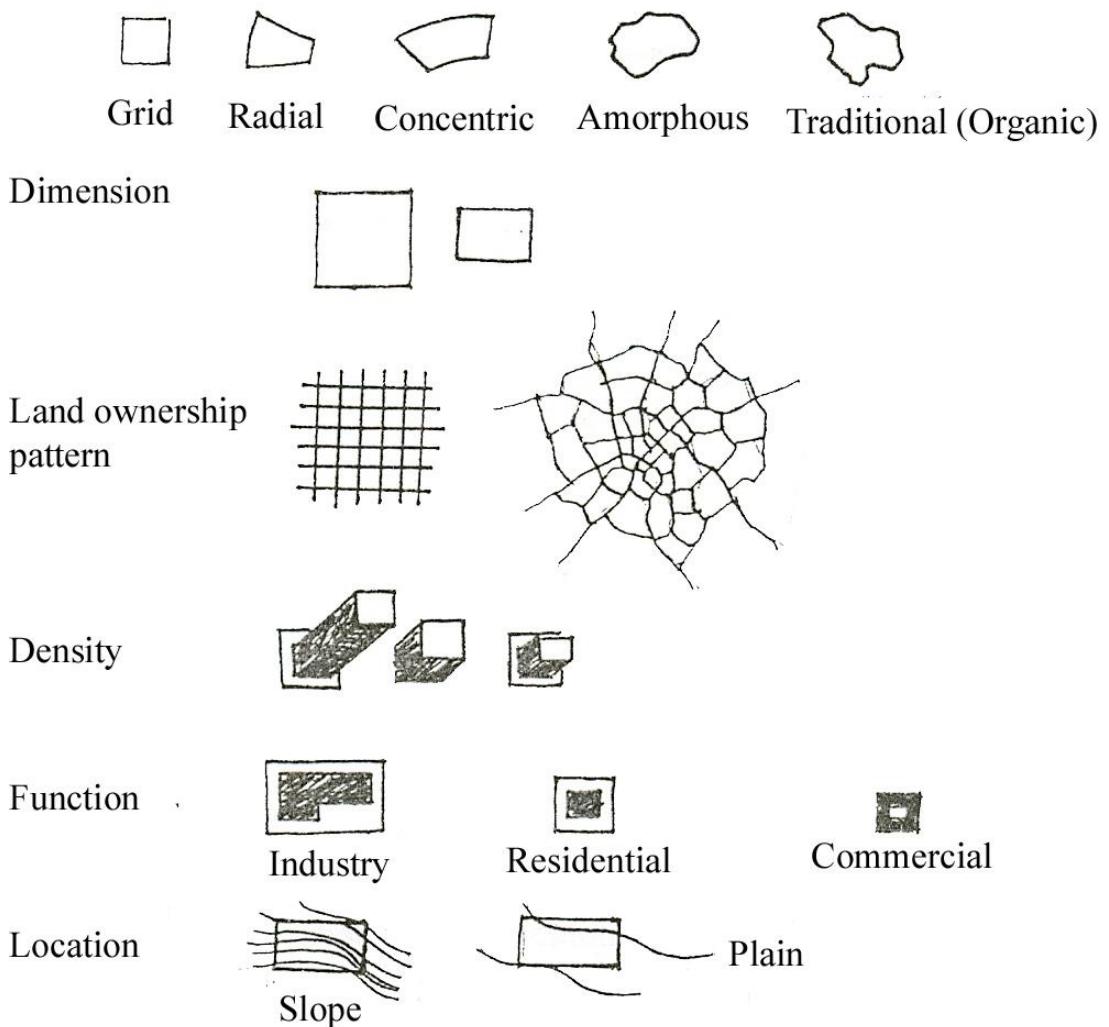 Grid Radial Concentric Amorphous Traditional (Organic)
Dimension
Land ownership
pattern
Density
Function
Industry Residential Commercial
Location
Plain
Slope